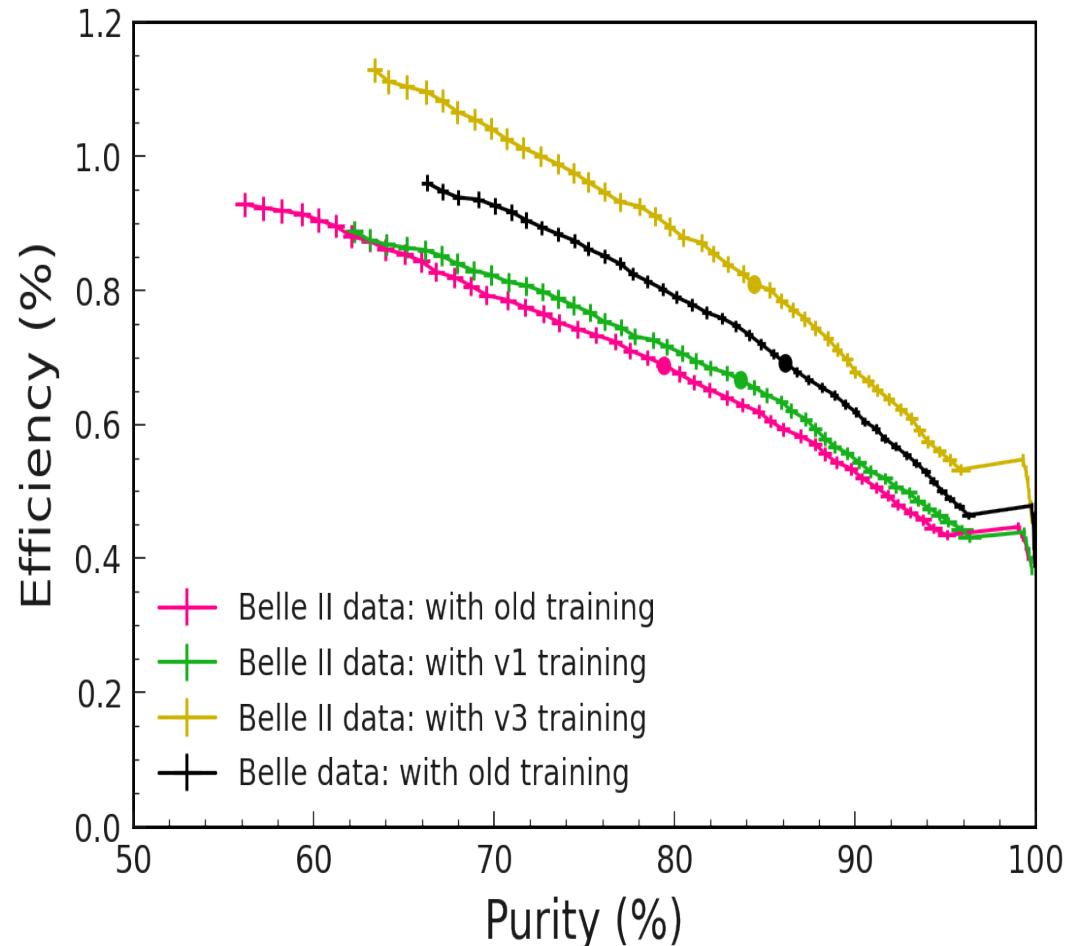 1.2
1.0
0.8
0.6
0.4
0.2
0.0
Efficiency (%)
Belle II data: with old training
Belle II data: with v1 training
Belle II data: with v3 training
Belle data: with old training
50 60 70 80 90 100
Purity (%)